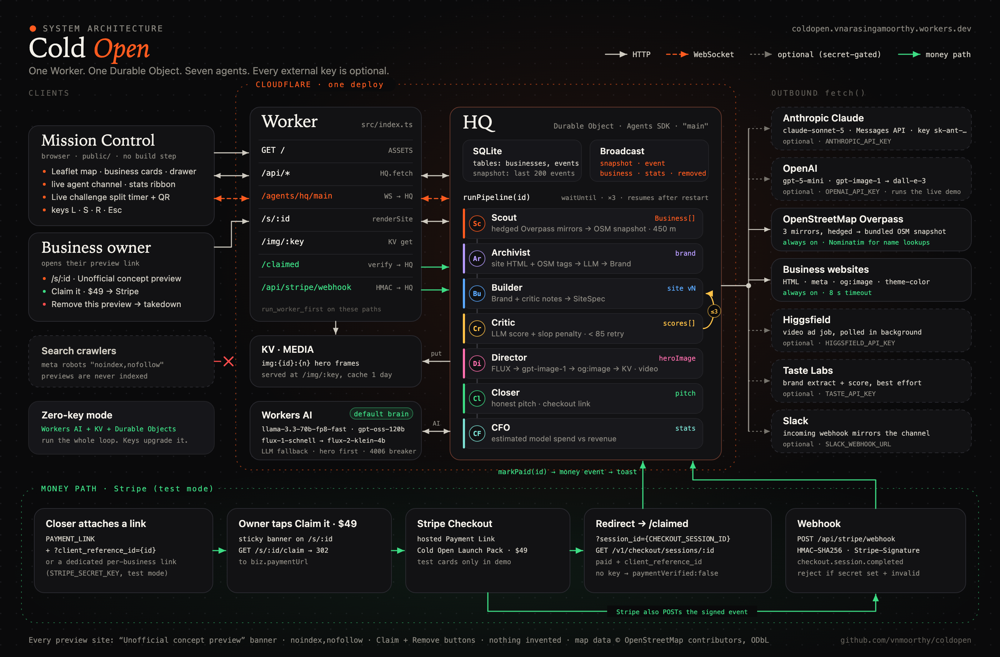 SYSTEM ARCHITECTURE
coldopen.vnarasingamoorthy.workers.dev
Cold Open
HTTP
WebSocket
optional (secret-gated)
money path
One Worker. One Durable Object. Seven agents. Every external key is optional.
CLIENTS
CLOUDFLARE · one deploy
OUTBOUND fetch()
Mission Control
browser · public/ · no build step
Leaflet map · business cards · drawer
live agent channel · stats ribbon
Live challenge split timer + QR
keys L · S · R · Esc
Business owner
opens their preview link
/s/:id · Unofficial concept preview
Claim it · $49 → Stripe
Remove this preview → takedown
Search crawlers
meta robots "noindex,nofollow"
previews are never indexed
Zero-key mode
Workers AI + KV + Durable Objects
run the whole loop. Keys upgrade it.
Worker
src/index.ts
GET /
ASSETS
/api/*
HQ.fetch
/agents/hq/main
WS → HQ
/s/:id
renderSite
/img/:key
KV get
/claimed
verify → HQ
/api/stripe/webhook
HMAC → HQ
run_worker_first on these paths
KV · MEDIA
img:{id}:{n} hero frames
served at /img/:key, cache 1 day
put
Workers AI
default brain
llama-3.3-70b-fp8-fast · gpt-oss-120b
flux-1-schnell → flux-2-klein-4b
LLM fallback · hero first · 4006 breaker
AI
HQ
Durable Object · Agents SDK · "main"
SQLite
tables: businesses, events
snapshot: last 200 events
Broadcast
snapshot · event
business · stats · removed
runPipeline(id)
waitUntil · ×3 · resumes after restart
Sc
Scout
Business[]
hedged Overpass mirrors → OSM snapshot · 450 m
Ar
Archivist
brand
site HTML + OSM tags → LLM → Brand
Bu
Builder
site vN
Brand + critic notes → SiteSpec
≤3
Cr
Critic
scores[]
LLM score + slop penalty · < 85 retry
Di
Director
heroImage
FLUX → gpt-image-1 → og:image → KV · video
Cl
Closer
pitch
honest pitch · checkout link
CF
CFO
stats
estimated model spend vs revenue
Anthropic Claude
claude-sonnet-5 · Messages API · key sk-ant-…
optional · ANTHROPIC_API_KEY
OpenAI
gpt-5-mini · gpt-image-1 → dall-e-3
optional · OPENAI_API_KEY · runs the live demo
OpenStreetMap Overpass
3 mirrors, hedged → bundled OSM snapshot
always on · Nominatim for name lookups
Business websites
HTML · meta · og:image · theme-color
always on · 8 s timeout
Higgsfield
video ad job, polled in background
optional · HIGGSFIELD_API_KEY
Taste Labs
brand extract + score, best effort
optional · TASTE_API_KEY
Slack
incoming webhook mirrors the channel
optional · SLACK_WEBHOOK_URL
markPaid(id) → money event → toast
MONEY PATH · Stripe (test mode)
Closer attaches a link
PAYMENT_LINK
+ ?client_reference_id={id}
or a dedicated per-business link
(STRIPE_SECRET_KEY, test mode)
Owner taps Claim it · $49
sticky banner on /s/:id
GET /s/:id/claim → 302
to biz.paymentUrl
Stripe Checkout
hosted Payment Link
Cold Open Launch Pack · $49
test cards only in demo
Redirect → /claimed
?session_id={CHECKOUT_SESSION_ID}
GET /v1/checkout/sessions/:id
paid + client_reference_id
no key → paymentVerified:false
Webhook
POST /api/stripe/webhook
HMAC-SHA256 · Stripe-Signature
checkout.session.completed
reject if secret set + invalid
Stripe also POSTs the signed event
Every preview site: “Unofficial concept preview” banner · noindex,nofollow · Claim + Remove buttons · nothing invented · map data © OpenStreetMap contributors, ODbL
github.com/vnmoorthy/coldopen